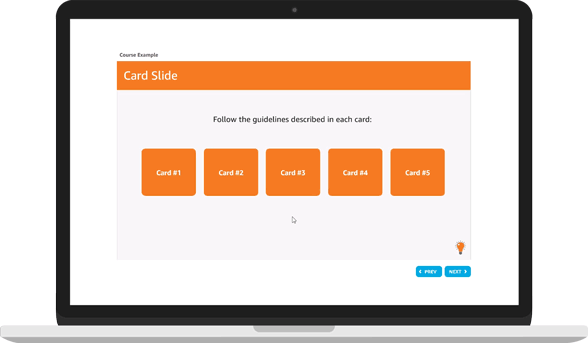 Course Example
Card Slide
Follow the guidelines described in each card:
Card #1 Card #2 Card #3 Card #4 Card #5
PREV NEXT